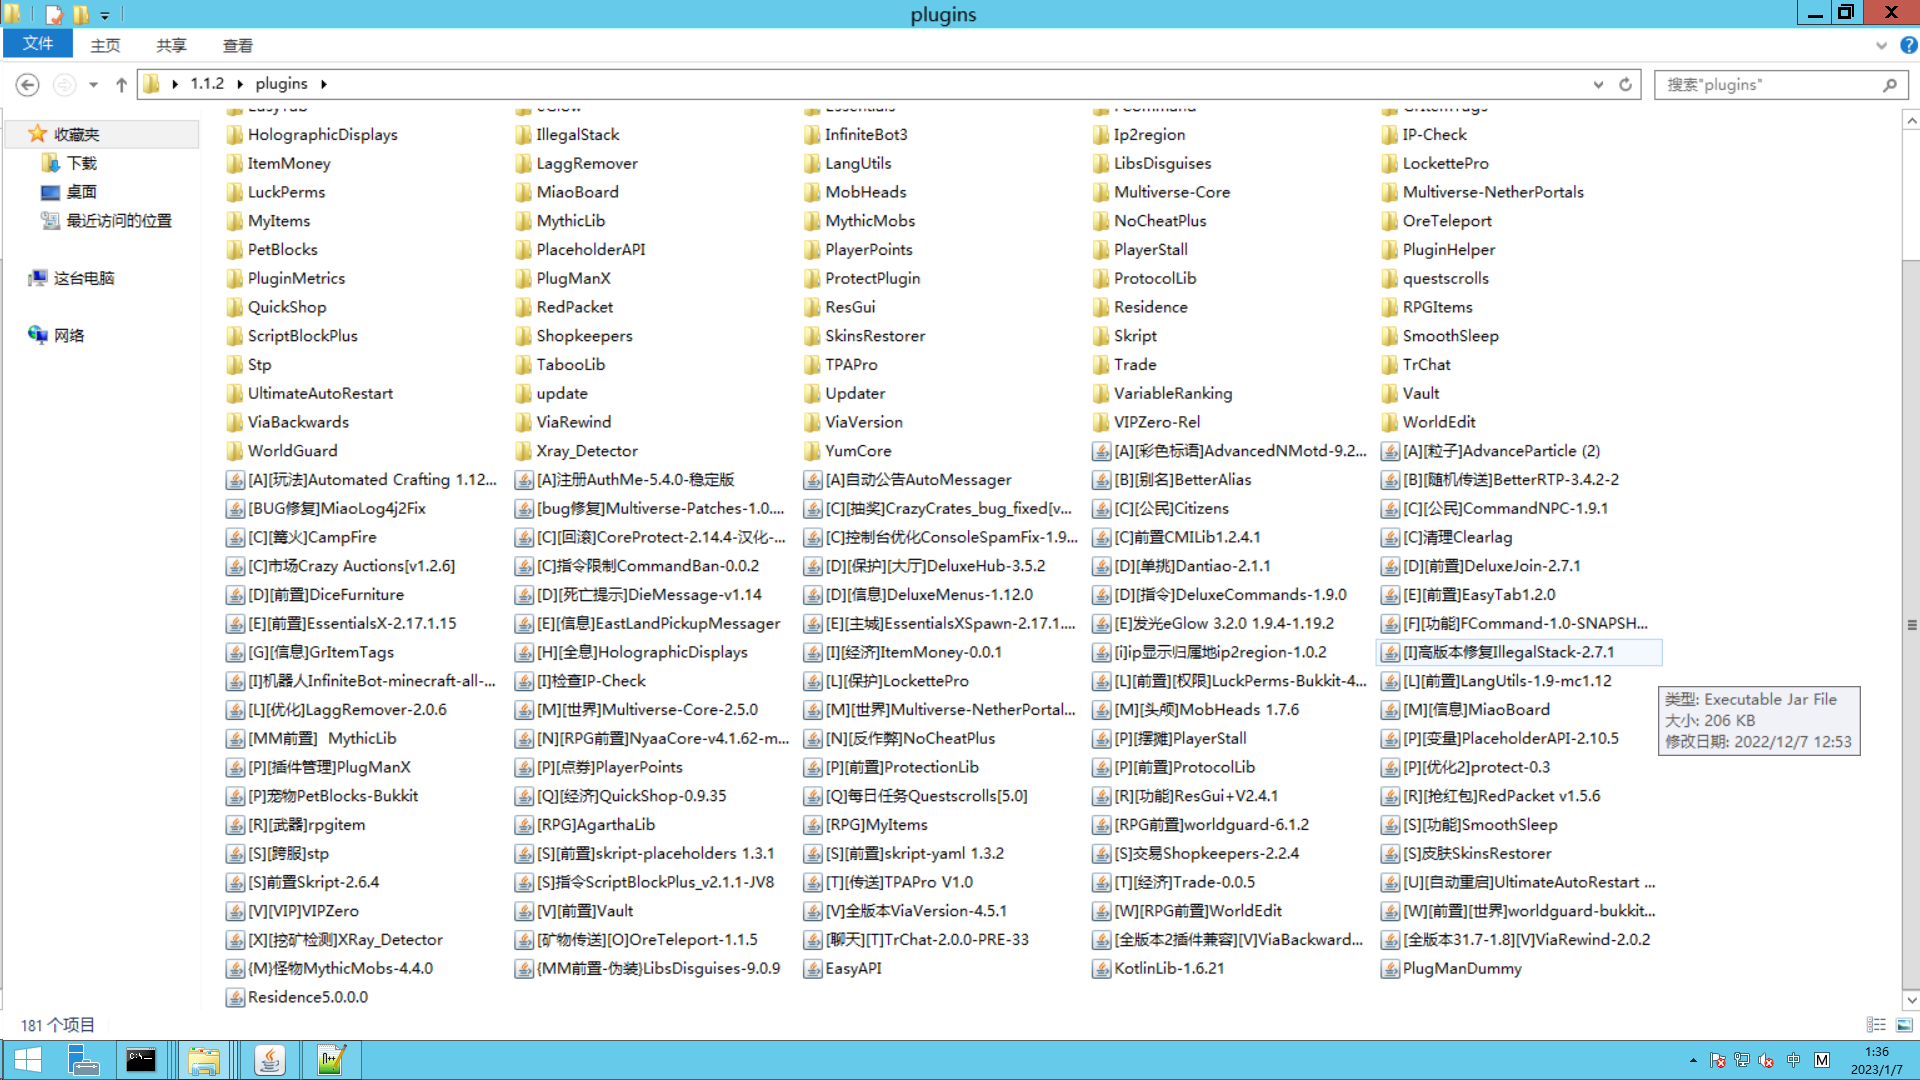 plugins
文件 主页 共享 查看
1.1.2 plugins 搜索"plugins"
EasyTab eGlow Essentials FCommand GrItemTags
收藏夹
HolographicDisplays IllegalStack InfiniteBot3 Ip2region IP-Check
下载
ItemMoney LaggRemover LangUtils LibsDisguises LockettePro
桌面
LuckPerms MiaoBoard MobHeads Multiverse-Core Multiverse-NetherPortals
最近访问的位置
MyItems MythicLib MythicMobs NoCheatPlus OreTeleport
PetBlocks PlaceholderAPI PlayerPoints PlayerStall PluginHelper
这台电脑
PluginMetrics PlugManX ProtectPlugin ProtocolLib questscrolls
QuickShop RedPacket ResGui Residence RPGItems
网络
ScriptBlockPlus Shopkeepers SkinsRestorer Skript SmoothSleep
Stp TabooLib TPAPro Trade TrChat
UltimateAutoRestart update Updater VariableRanking Vault
ViaBackwards ViaRewind ViaVersion VIPZero-Rel WorldEdit
WorldGuard Xray_Detector YumCore [A][彩色标语]AdvancedNMotd-9.2... [A][粒子]AdvanceParticle (2)
[A][玩法]Automated Crafting 1.12... [A]注册AuthMe-5.4.0-稳定版 [A]自动公告AutoMessager [B][别名]BetterAlias [B][随机传送]BetterRTP-3.4.2-2
[BUG修复]MiaoLog4j2Fix [bug修复]Multiverse-Patches-1.0.... [C][抽奖]CrazyCrates_bug_fixed[v... [C][公民]Citizens [C][公民]CommandNPC-1.9.1
[C][篝火]CampFire [C][回滚]CoreProtect-2.14.4-汉化-... [C]控制台优化ConsoleSpamFix-1.9... [C]前置CMILib1.2.4.1 [C]清理Clearlag
[C]市场Crazy Auctions[v1.2.6] [C]指令限制CommandBan-0.0.2 [D][保护][大厅]DeluxeHub-3.5.2 [D][单挑]Dantiao-2.1.1 [D][前置]DeluxeJoin-2.7.1
[D][前置]DiceFurniture [D][死亡提示]DieMessage-v1.14 [D][信息]DeluxeMenus-1.12.0 [D][指令]DeluxeCommands-1.9.0 [E][前置]EasyTab1.2.0
[E][前置]EssentialsX-2.17.1.15 [E][信息]EastLandPickupMessager [E][主城]EssentialsXSpawn-2.17.1.... [E]发光eGlow 3.2.0 1.9.4-1.19.2 [F][功能]FCommand-1.0-SNAPSH...
[G][信息]GrItemTags [H][全息]HolographicDisplays [I][经济]ItemMoney-0.0.1 [i]ip显示归属地ip2region-1.0.2 [I]高版本修复IllegalStack-2.7.1
[I]机器人InfiniteBot-minecraft-all-... [I]检查IP-Check [L][保护]LockettePro [L][前置][权限]LuckPerms-Bukkit-4... [L][前置]LangUtils-1.9-mc1.12
[L][优化]LaggRemover-2.0.6 [M][世界]Multiverse-Core-2.5.0 [M][世界]Multiverse-NetherPortal... [M][头颅]MobHeads 1.7.6 [M][信息]MiaoBoard
[MM前置] MythicLib [N][RPG前置]NyaaCore-v4.1.62-m... [N][反作弊]NoCheatPlus [P][摆摊]PlayerStall [P][变量]PlaceholderAPI-2.10.5
类型: Executable Jar File
大小: 206 KB
修改日期: 2022/12/7 12:53
[P][插件管理]PlugManX [P][点券]PlayerPoints [P][前置]ProtectionLib [P][前置]ProtocolLib [P][优化2]protect-0.3
[P]宠物PetBlocks-Bukkit [Q][经济]QuickShop-0.9.35 [Q]每日任务Questscrolls[5.0] [R][功能]ResGui+V2.4.1 [R][抢红包]RedPacket v1.5.6
[R][武器]rpgitem [RPG]AgarthaLib [RPG]MyItems [RPG前置]worldguard-6.1.2 [S][功能]SmoothSleep
[S][跨服]stp [S][前置]skript-placeholders 1.3.1 [S][前置]skript-yaml 1.3.2 [S]交易Shopkeepers-2.2.4 [S]皮肤SkinsRestorer
[S]前置Skript-2.6.4 [S]指令ScriptBlockPlus_v2.1.1-JV8 [T][传送]TPAPro V1.0 [T][经济]Trade-0.0.5 [U][自动重启]UltimateAutoRestart ...
[V][VIP]VIPZero [V][前置]Vault [V]全版本ViaVersion-4.5.1 [W][RPG前置]WorldEdit [W][前置][世界]worldguard-bukkit...
[X][挖矿检测]XRay_Detector [矿物传送][O]OreTeleport-1.1.5 [聊天][T]TrChat-2.0.0-PRE-33 [全版本2插件兼容][V]ViaBackward... [全版本31.7-1.8][V]ViaRewind-2.0.2
{M}怪物MythicMobs-4.4.0 {MM前置-伪装}LibsDisguises-9.0.9 EasyAPI KotlinLib-1.6.21 PlugManDummy
Residence5.0.0.0
181 个项目
中 M 1:36
2023/1/7